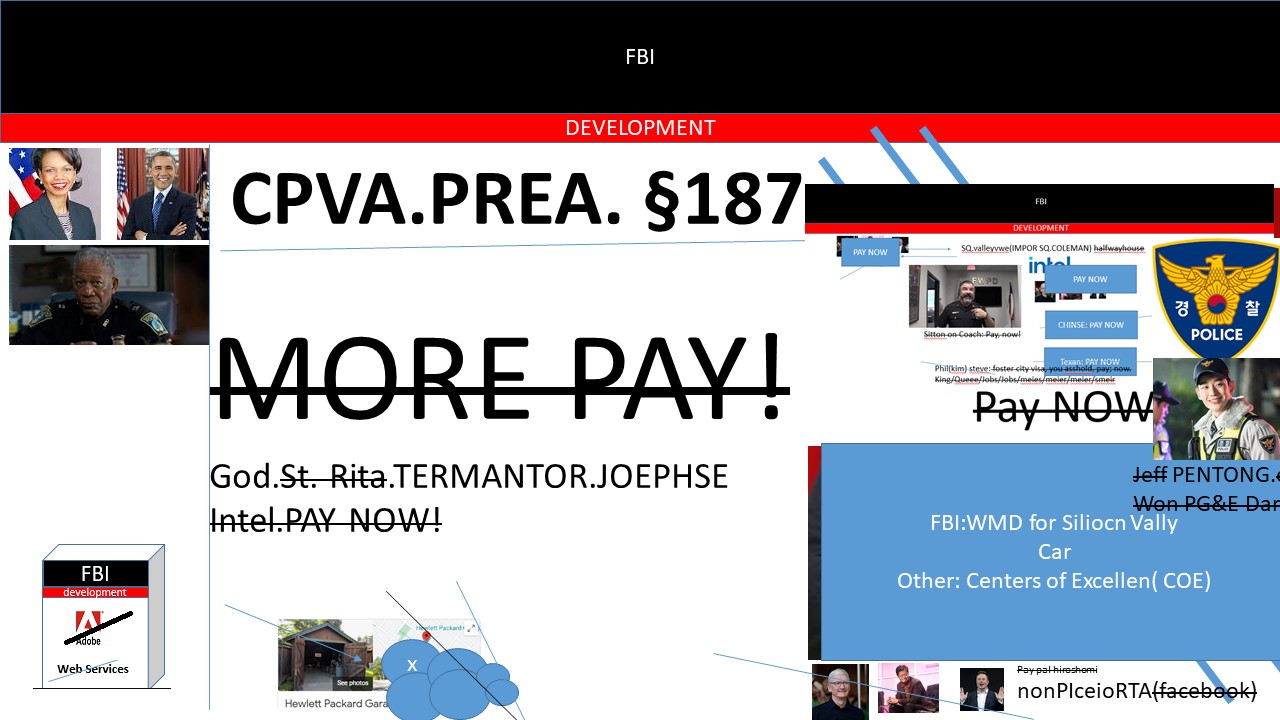 FBI
DEVELOPMENT
CPVA.PREA. §187
MORE PAY!
God.St. Rita.TERMANTOR.JOEPHSE
Intel.PAY NOW!
FBI
development
Adobe
Web Services
See photos
Hewlett Packard
Hewlett Packard Gara
X
FBI
DEVELOPMENT
PAY NOW
SQ.valleyvwe(IMPOR SQ.COLEMAN) halfwayhouse
intel
PAY NOW
CHINSE: PAY NOW
Sitton on Coach: Pay, now!
Texan: PAY NOW
Phil(kim) steve: foster city visa, you asshold, pay; now.
King/Queee/Jobs/Jobs/meies/meier/meier/smeir
Pay NOW
경 찰
POLICE
Jeff PENTONG.
Won PG&E Dar
FBI:WMD for Siliocn Vally
Car
Other: Centers of Excellen( COE)
Pay pal hiroshomi
nonPIceioRTA(facebook)